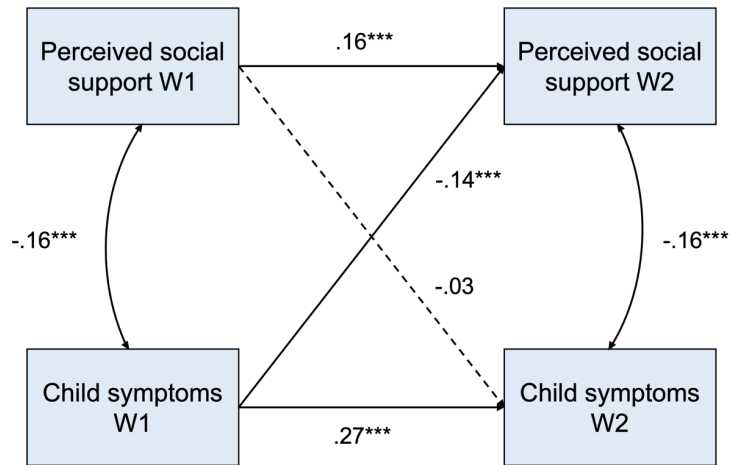 Perceived social
support W1
.16***
Perceived social
support W2
-.14***
-.16***
-.16***
-.03
Child symptoms
W1
.27***
Child symptoms
W2